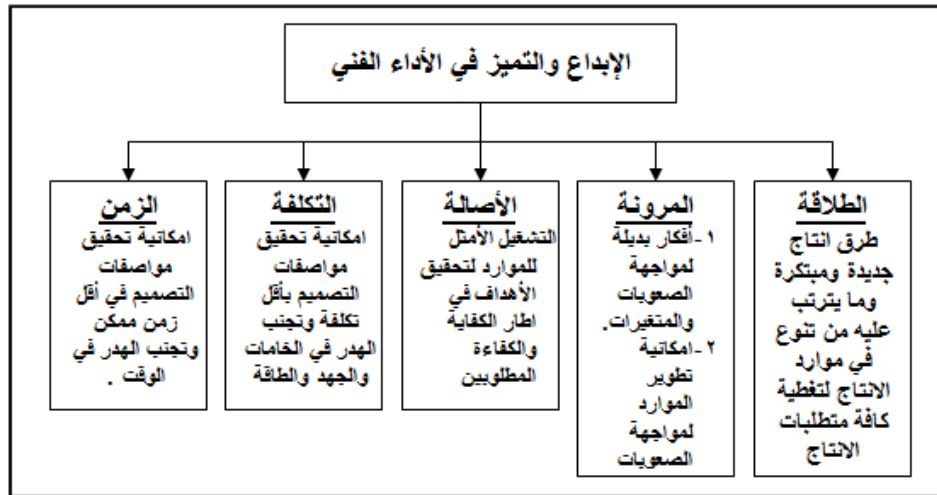 الإبداع والتميز في الأداء الفني
الطلاقة
طرق انتاج
جديدة ومبتكرة
وما يترتب
عليه من تنوع
في موارد
الانتاج لتغطية
كافة متطلبات
الانتاج
المرونة
١-أفكار بديلة
لمواجهة
الصعوبات
والمتغيرات.
٢-امكانية
تطوير
الموارد
لمواجهة
الصعوبات
الأصالة
التشغيل الأمثل
للموارد لتحقيق
الأهداف في
اطار الكفاية
والكفاءة
المطلوبين
التكلفة
امكانية تحقيق
مواصفات
التصميم بأقل
تكلفة وتجنب
الهدر في الخامات
والجهد والطاقة
الزمن
امكانية تحقيق
مواصفات
التصميم في أقل
زمن ممكن
وتجنب الهدر في
الوقت .